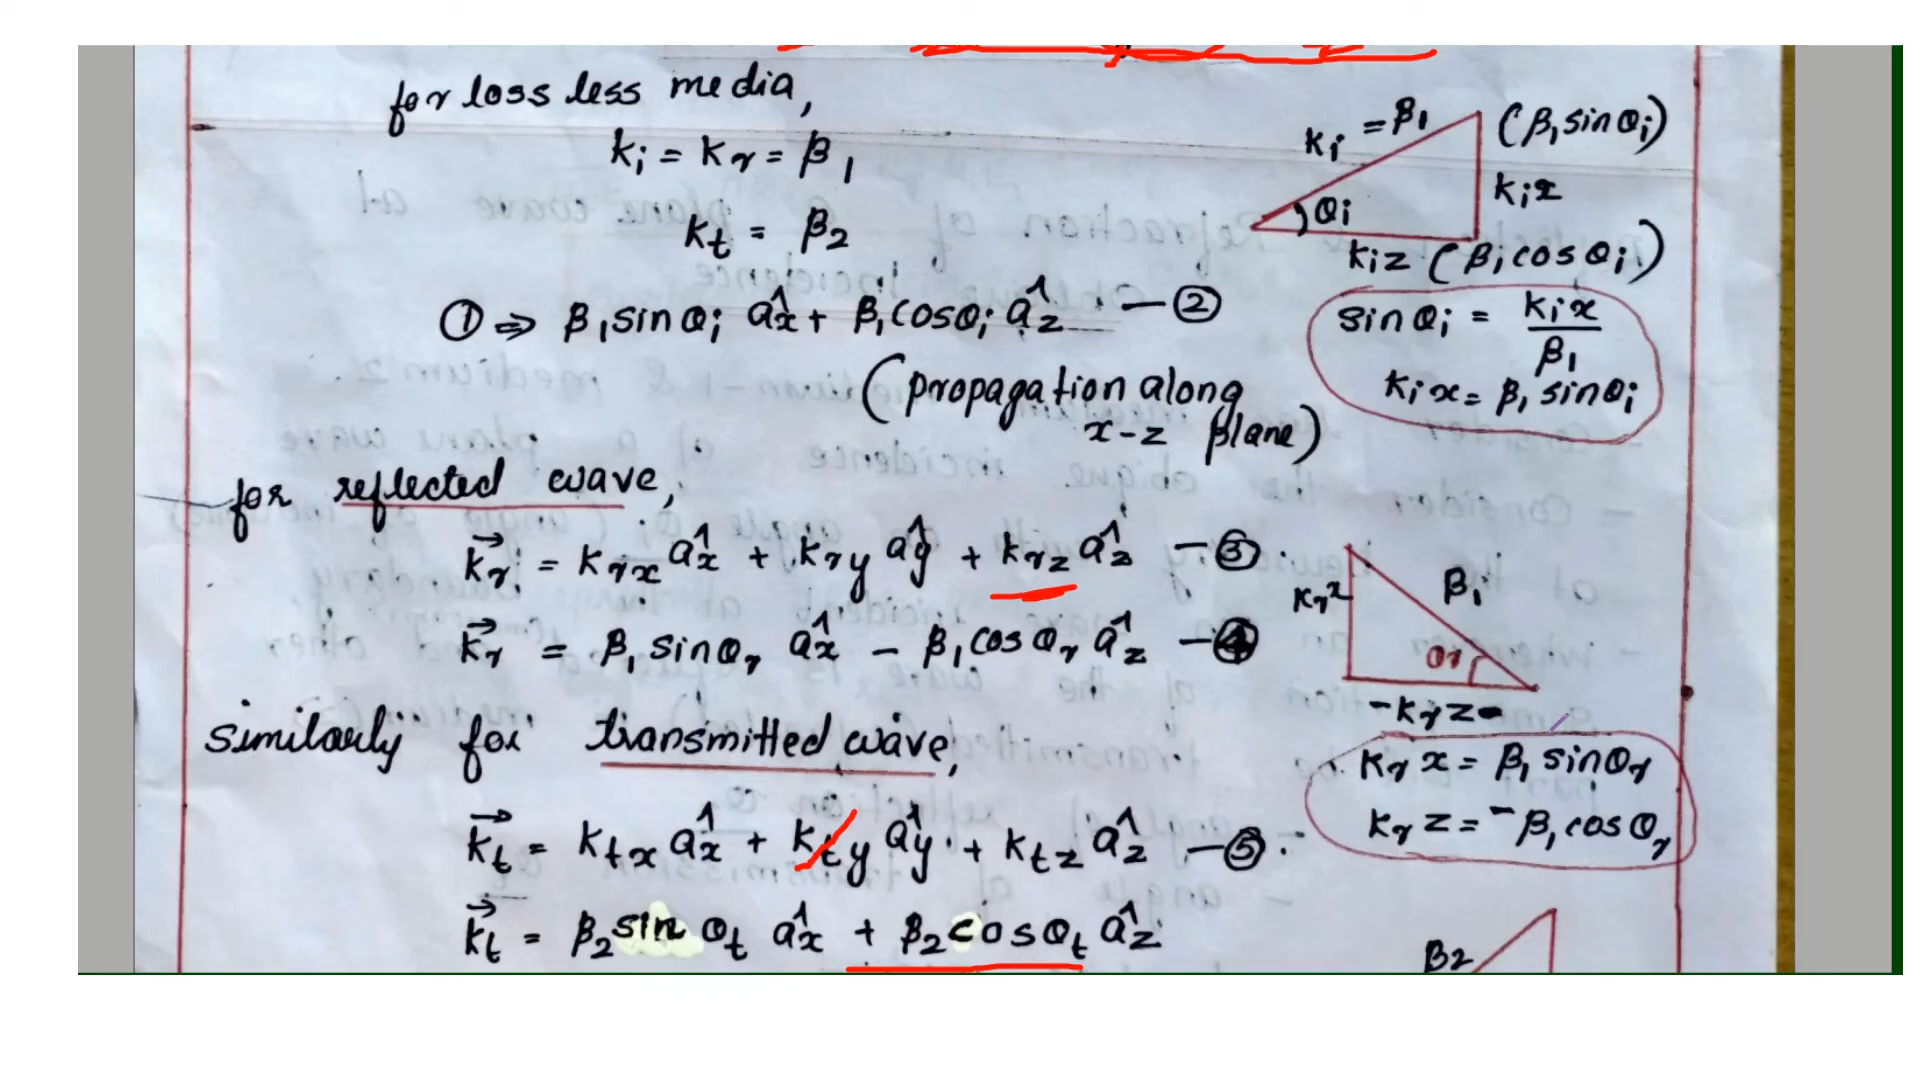 for loss less media,
kᵢ = kᵣ = β₁
kₜ = β₂
① ⇒ β₁ sinθᵢ âx + β₁ cosθᵢ âz — ②
(propagation along
x-z plane)
kᵢ = β₁
(β₁ sinθᵢ)
kᵢx
θᵢ
kᵢz (β₁ cosθᵢ)
sinθᵢ = kᵢx / β₁
kᵢx = β₁ sinθᵢ
for reflected wave,
k⃗ᵣ = kᵣx âx + kᵣy ây + kᵣz âz — ③
k⃗ᵣ = β₁ sinθᵣ âx − β₁ cosθᵣ âz — ④
kᵣx
β₁
θᵣ
-kᵣz
kᵣx = β₁ sinθᵣ
kᵣz = -β₁ cosθᵣ
similarly for transmitted wave,
k⃗ₜ = kₜx âx + kₜy ây + kₜz âz — ⑤
k⃗ₜ = β₂ sin θₜ âx + β₂ cosθₜ âz
β₂